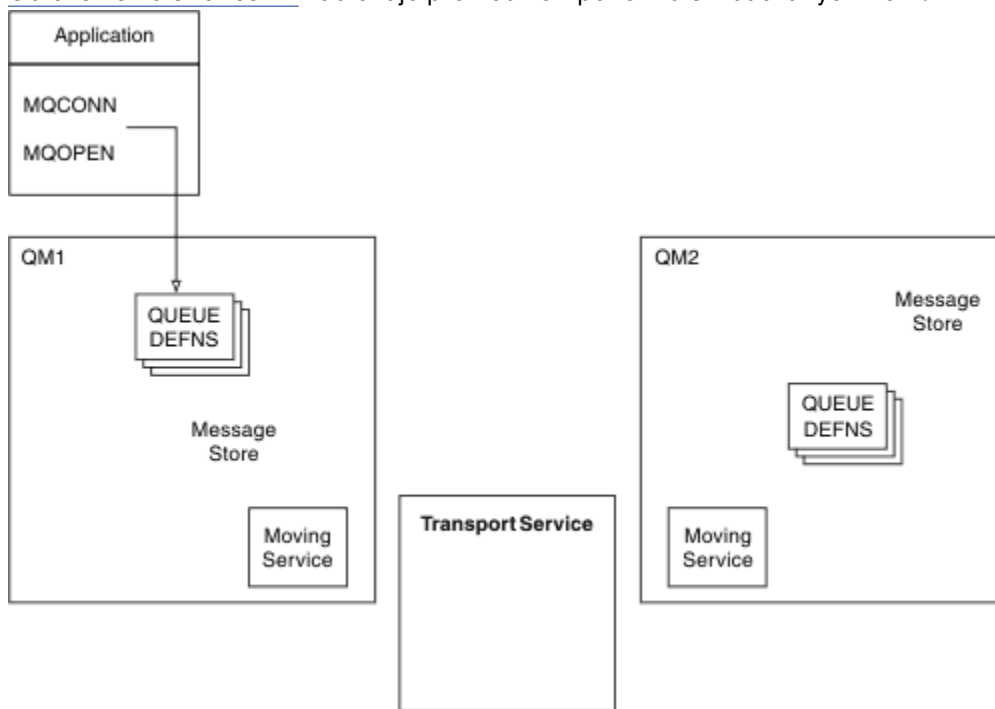 Application
MQCONN
MQOPEN
QM1
QUEUE
DEFNS
Message
Store
Moving
Service
Transport Service
QM2
Message
Store
QUEUE
DEFNS
Moving
Service